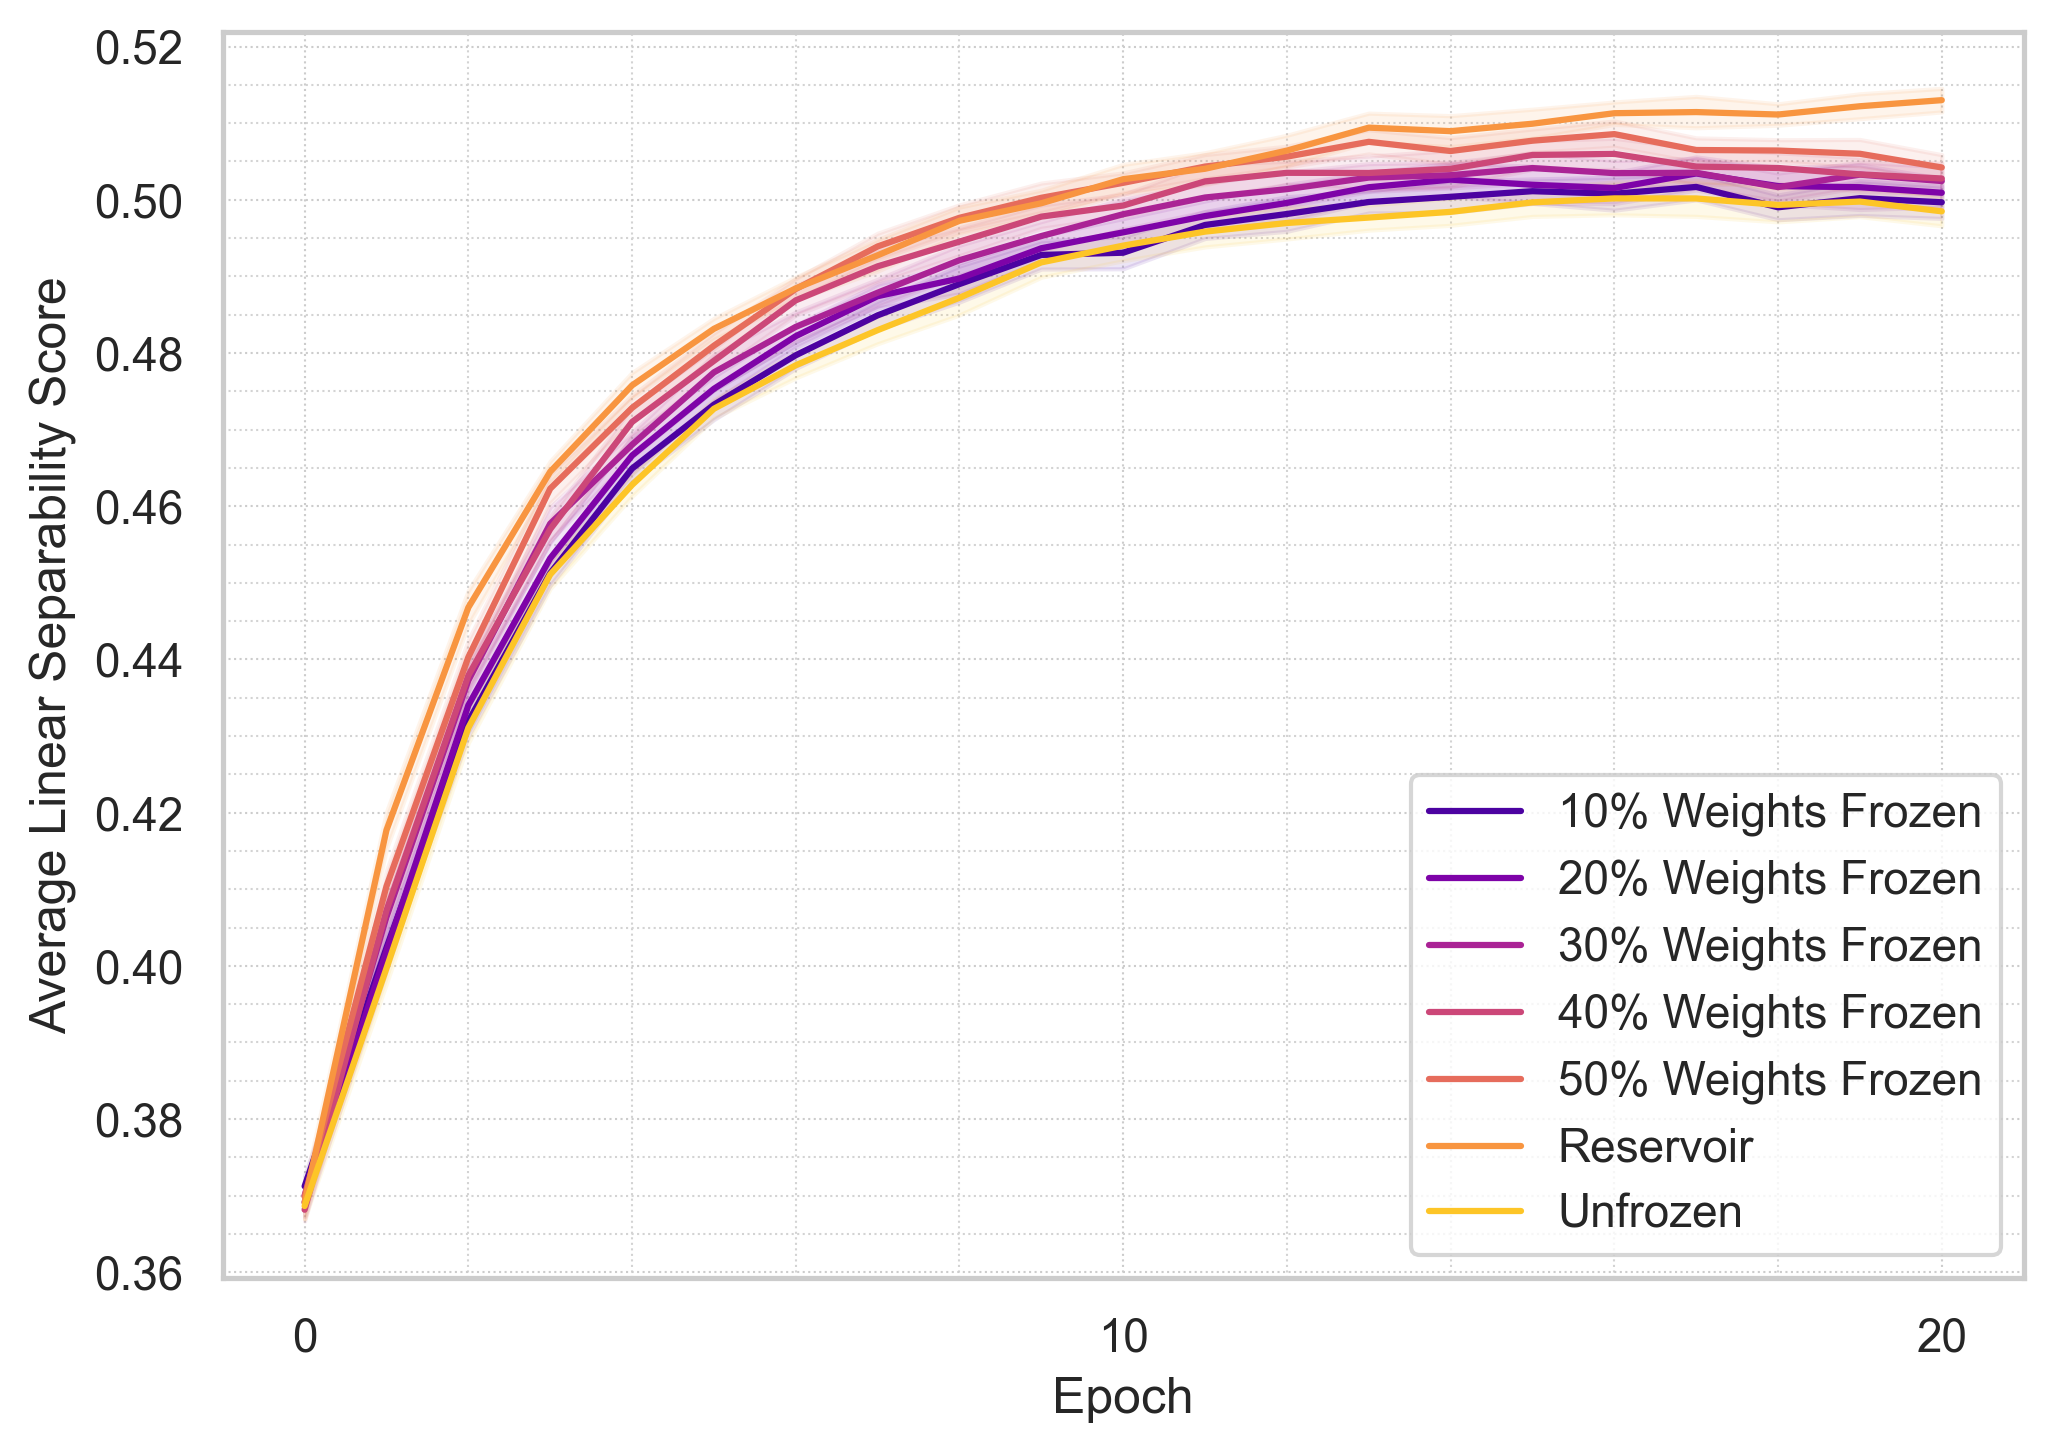 Average Linear Separability Score
0.52
0.50
0.48
0.46
0.44
0.42
0.40
0.38
0.36
10% Weights Frozen
20% Weights Frozen
30% Weights Frozen
40% Weights Frozen
50% Weights Frozen
Reservoir
Unfrozen
0 10 20
Epoch